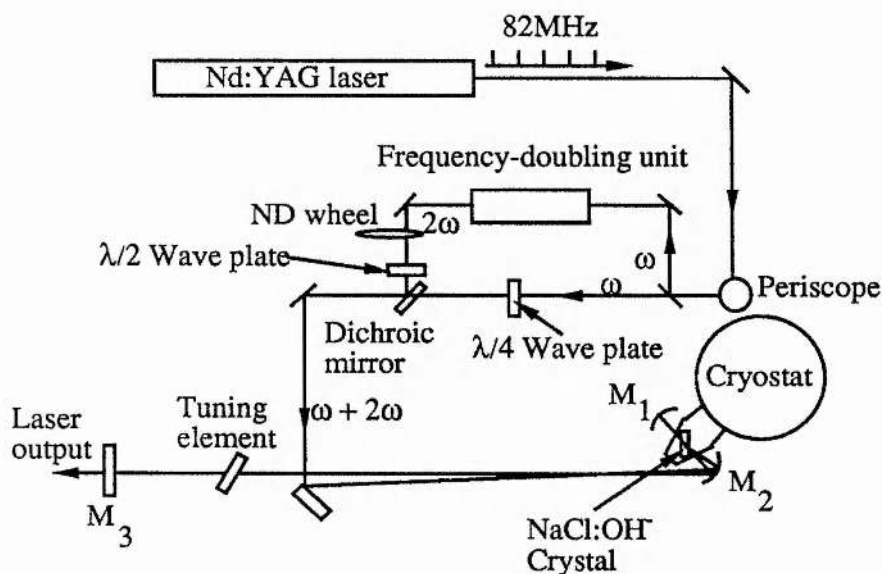 82MHz
Nd:YAG laser
Frequency-doubling unit
ND wheel
2ω
λ/2 Wave plate
ω
ω
Periscope
Dichroic
mirror
λ/4 Wave plate
Cryostat
M1
ω + 2ω
Laser
output
Tuning
element
M2
M3
NaCl:OH-
Crystal